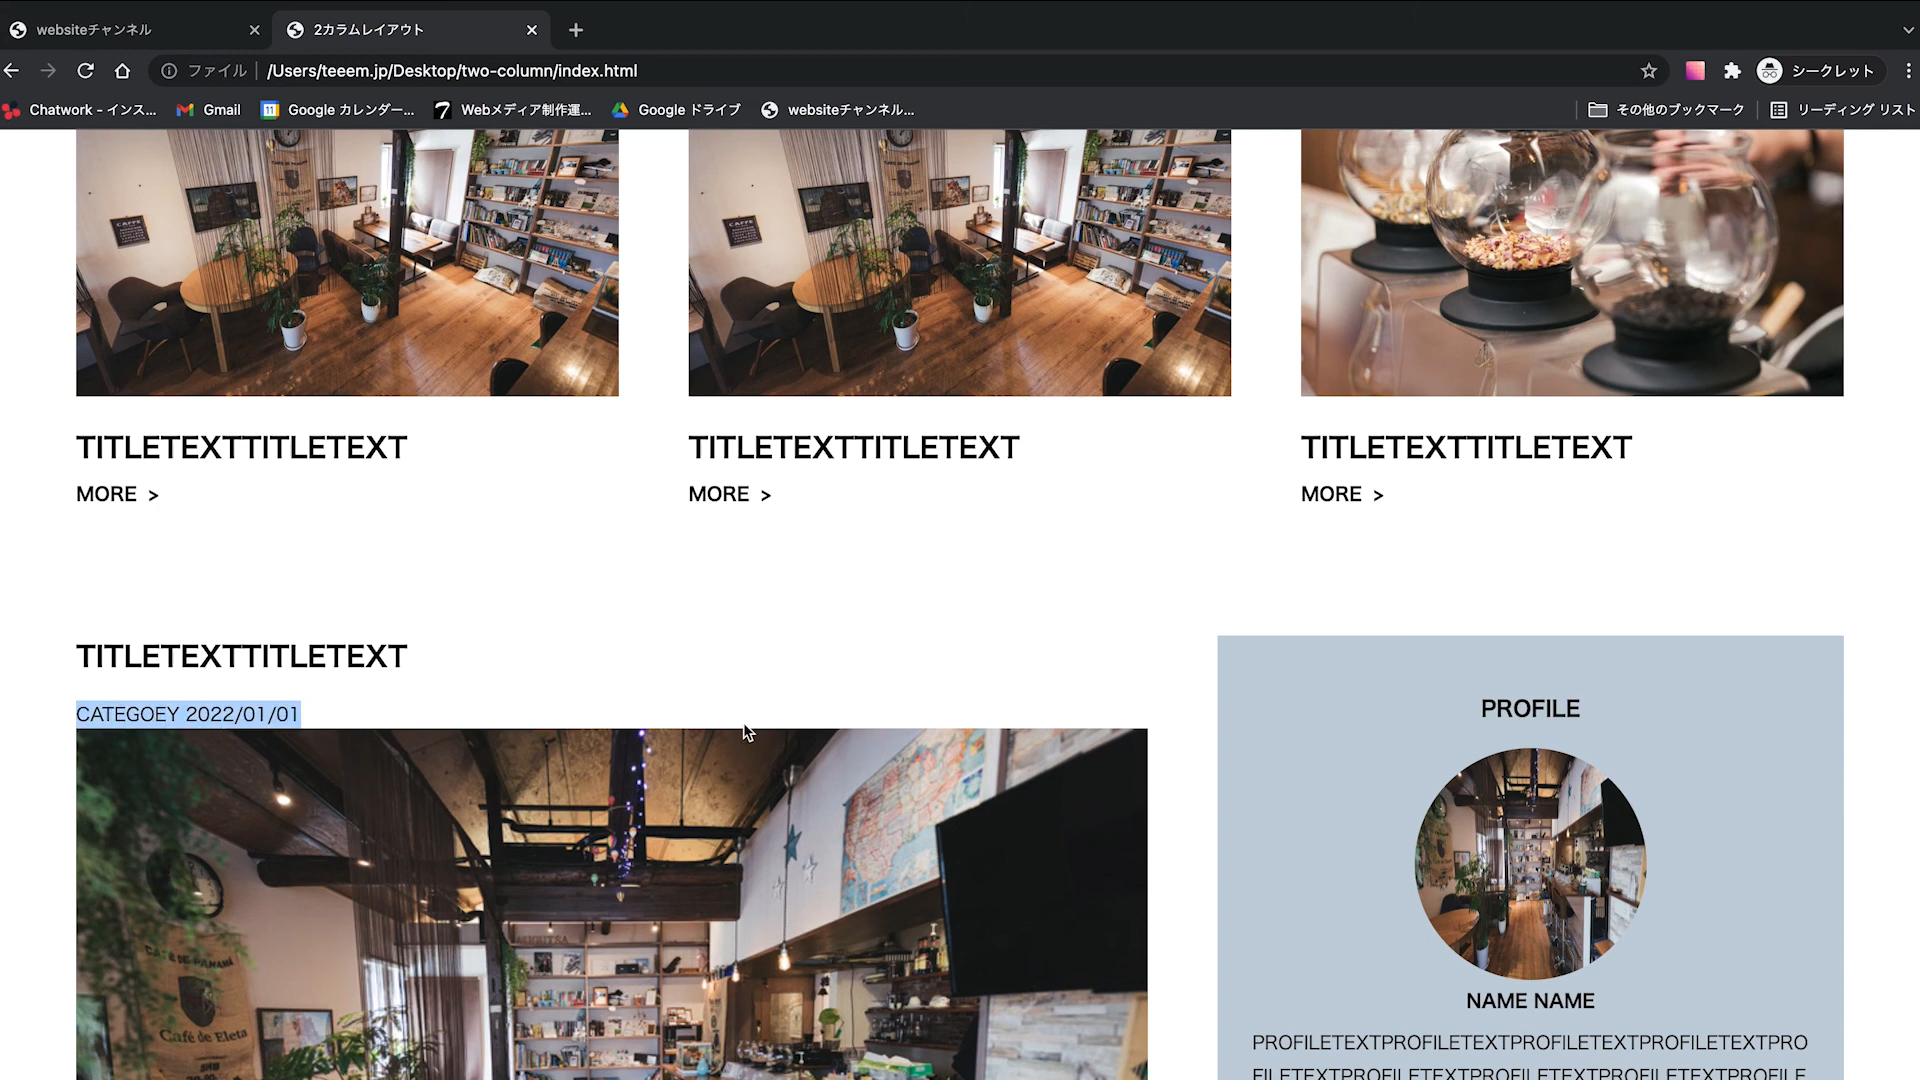 websiteチャンネル
2カラムレイアウト
ファイル
/Users/teeem.jp/Desktop/two-column/index.html
シークレット
Chatwork - インス...
Gmail
Google カレンダー...
Webメディア制作運...
Google ドライブ
websiteチャンネル...
その他のブックマーク
リーディング リスト
TITLETEXTTITLETEXT
MORE >
TITLETEXTTITLETEXT
MORE >
TITLETEXTTITLETEXT
MORE >
TITLETEXTTITLETEXT
CATEGOEY 2022/01/01
Café de Eleta
PROFILE
NAME NAME
PROFILETEXTPROFILETEXTPROFILETEXTPROFILETEXTPRO
FILETEXTPROFILETEXTPROFILETEXTPROFILETEXTPROFILE